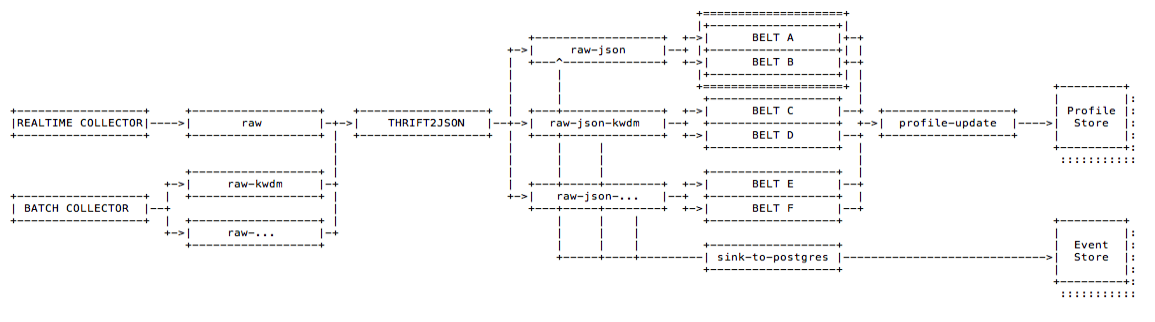 BELT A
raw-json
BELT B
REALTIME COLLECTOR
raw
THRIFT2JSON
raw-json-kwdm
BELT C
BELT D
profile-update
Profile
Store
BATCH COLLECTOR
raw-kwdm
raw-...
raw-json-...
BELT E
BELT F
sink-to-postgres
Event
Store